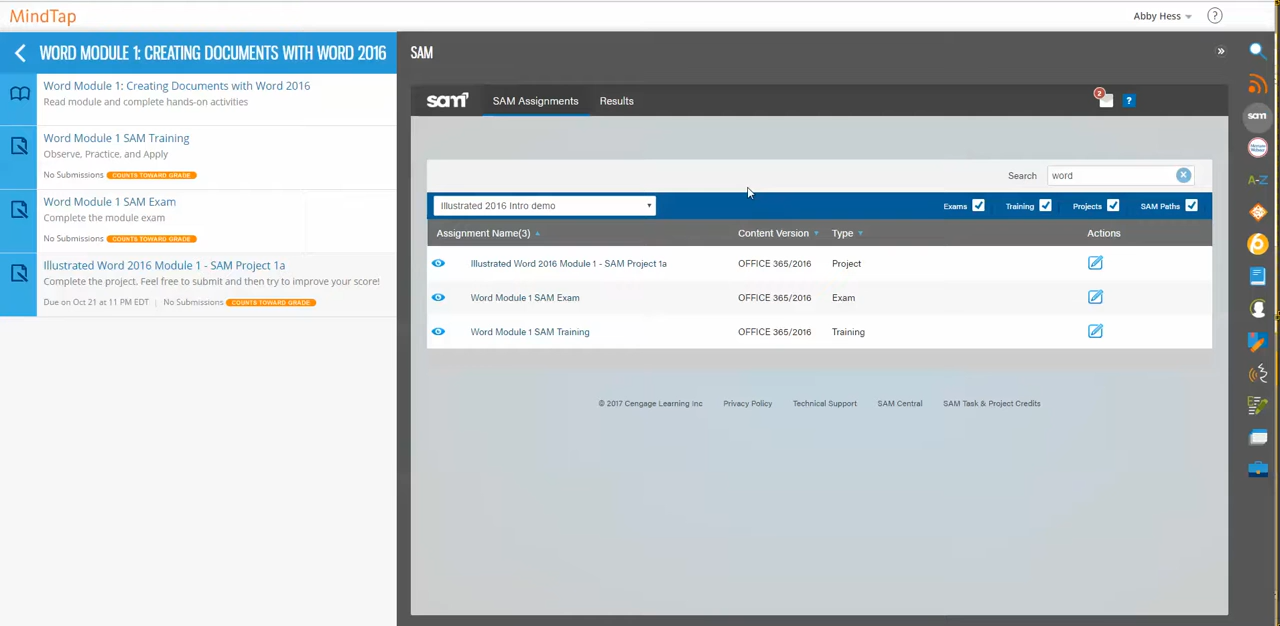 MindTap
Abby Hess
?
WORD MODULE 1: CREATING DOCUMENTS WITH WORD 2016
Word Module 1: Creating Documents with Word 2016
Read module and complete hands-on activities
Word Module 1 SAM Training
Observe, Practice, and Apply
No Submissions COUNTS TOWARD GRADE
Word Module 1 SAM Exam
Complete the module exam
No Submissions COUNTS TOWARD GRADE
Illustrated Word 2016 Module 1 - SAM Project 1a
Complete the project. Feel free to submit and then try to improve your score!
Due on Oct 21 at 11 PM EDT | No Submissions COUNTS TOWARD GRADE
SAM
»
sam SAM Assignments Results 2 ?
Search word
Illustrated 2016 Intro demo Exams Training Projects SAM Paths
Assignment Name(3) Content Version Type Actions
Illustrated Word 2016 Module 1 - SAM Project 1a OFFICE 365/2016 Project
Word Module 1 SAM Exam OFFICE 365/2016 Exam
Word Module 1 SAM Training OFFICE 365/2016 Training
© 2017 Cengage Learning Inc Privacy Policy Technical Support SAM Central SAM Task & Project Credits
sam
A-Z